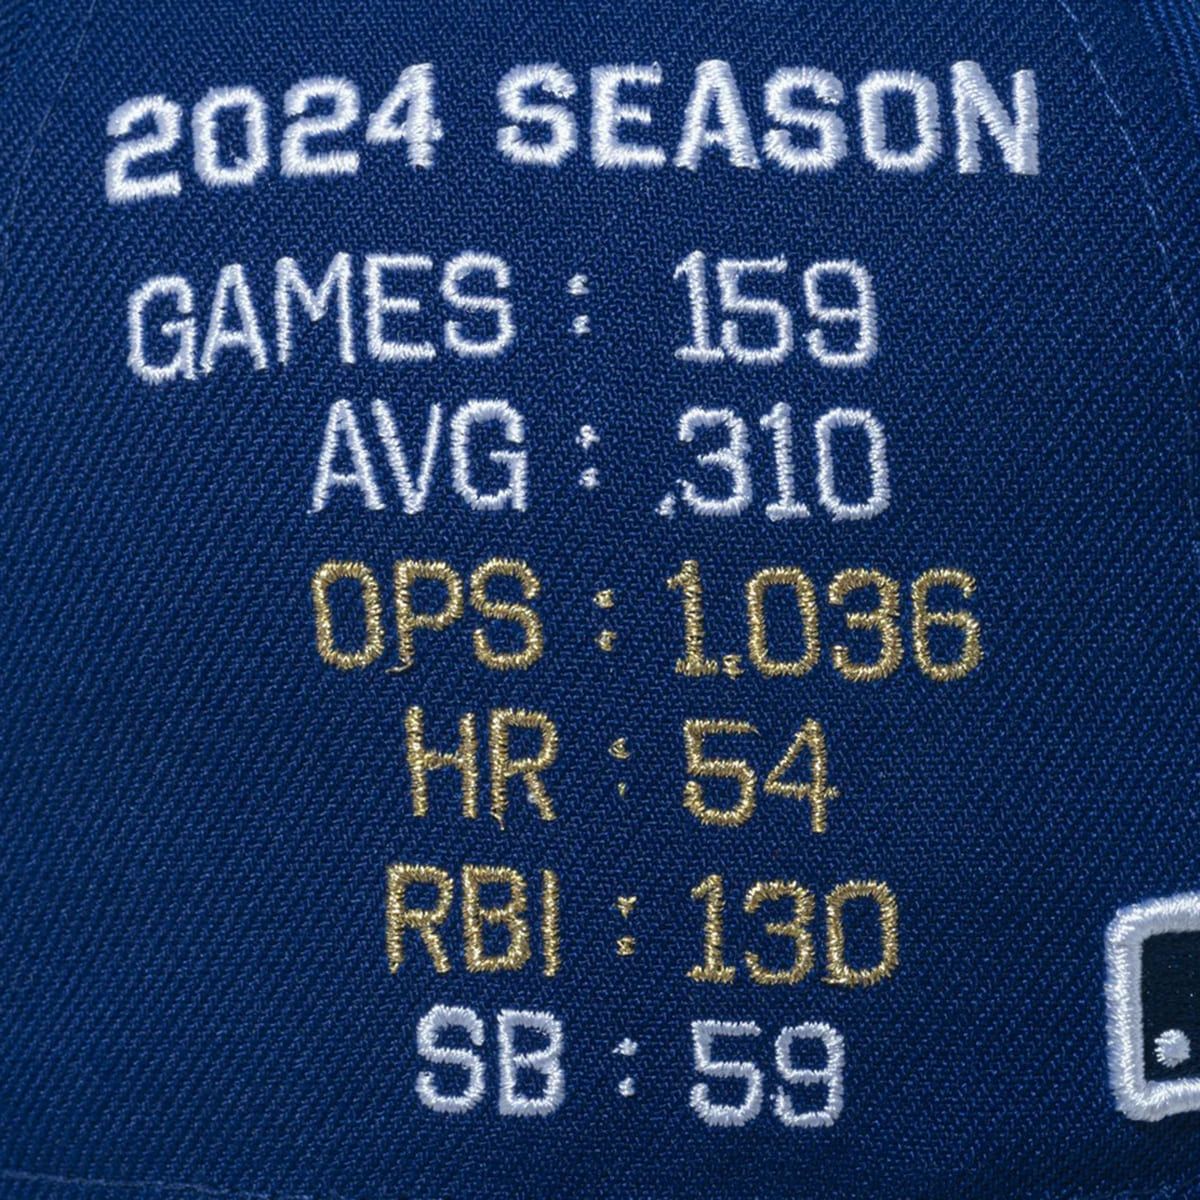 2024 SEASON
GAMES : 159
AVG : .310
OPS : 1.036
HR : 54
RBI : 130
SB : 59